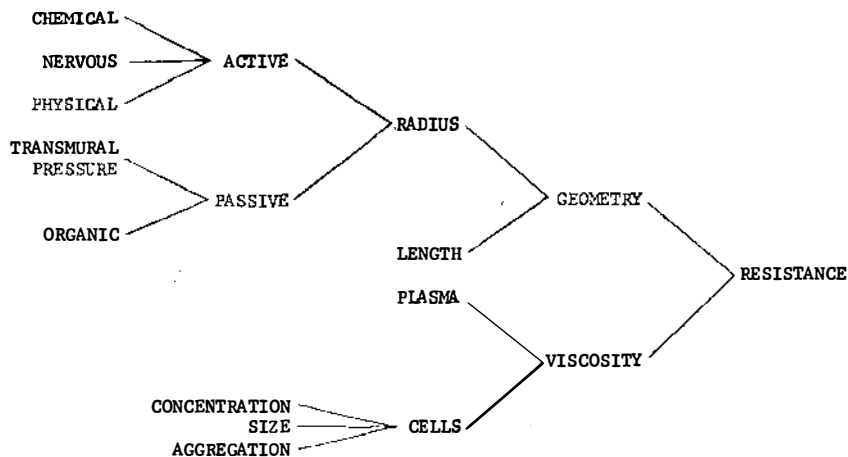 CHEMICAL
NERVOUS
ACTIVE
PHYSICAL
RADIUS
TRANSMURAL
PRESSURE
PASSIVE
GEOMETRY
ORGANIC
LENGTH
RESISTANCE
PLASMA
VISCOSITY
CONCENTRATION
SIZE
CELLS
AGGREGATION